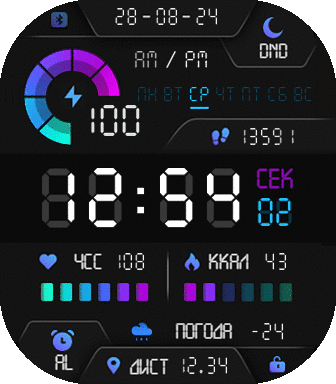 28-08-24
DND
AM / PM
ПН ВТ СР ЧТ ПТ СБ ВС
100
13591
12:54
СЕК
02
ЧСС 108
ККАЛ 43
ПОГОДА -24
AL
ДИСТ 12.34